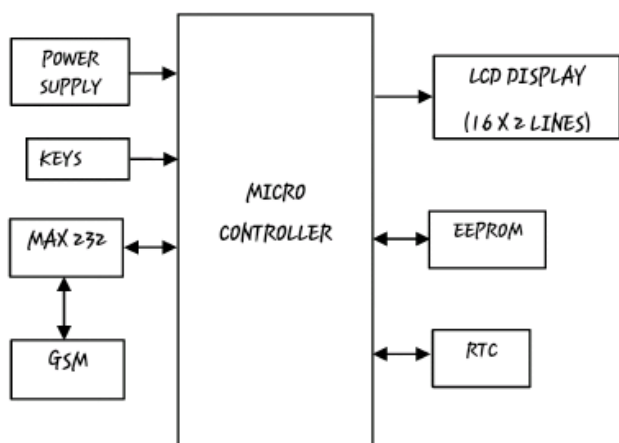 POWER
SUPPLY
KEYS
MAX 232
GSM
MICRO
CONTROLLER
LCD DISPLAY
(16 X 2 LINES)
EEPROM
RTC